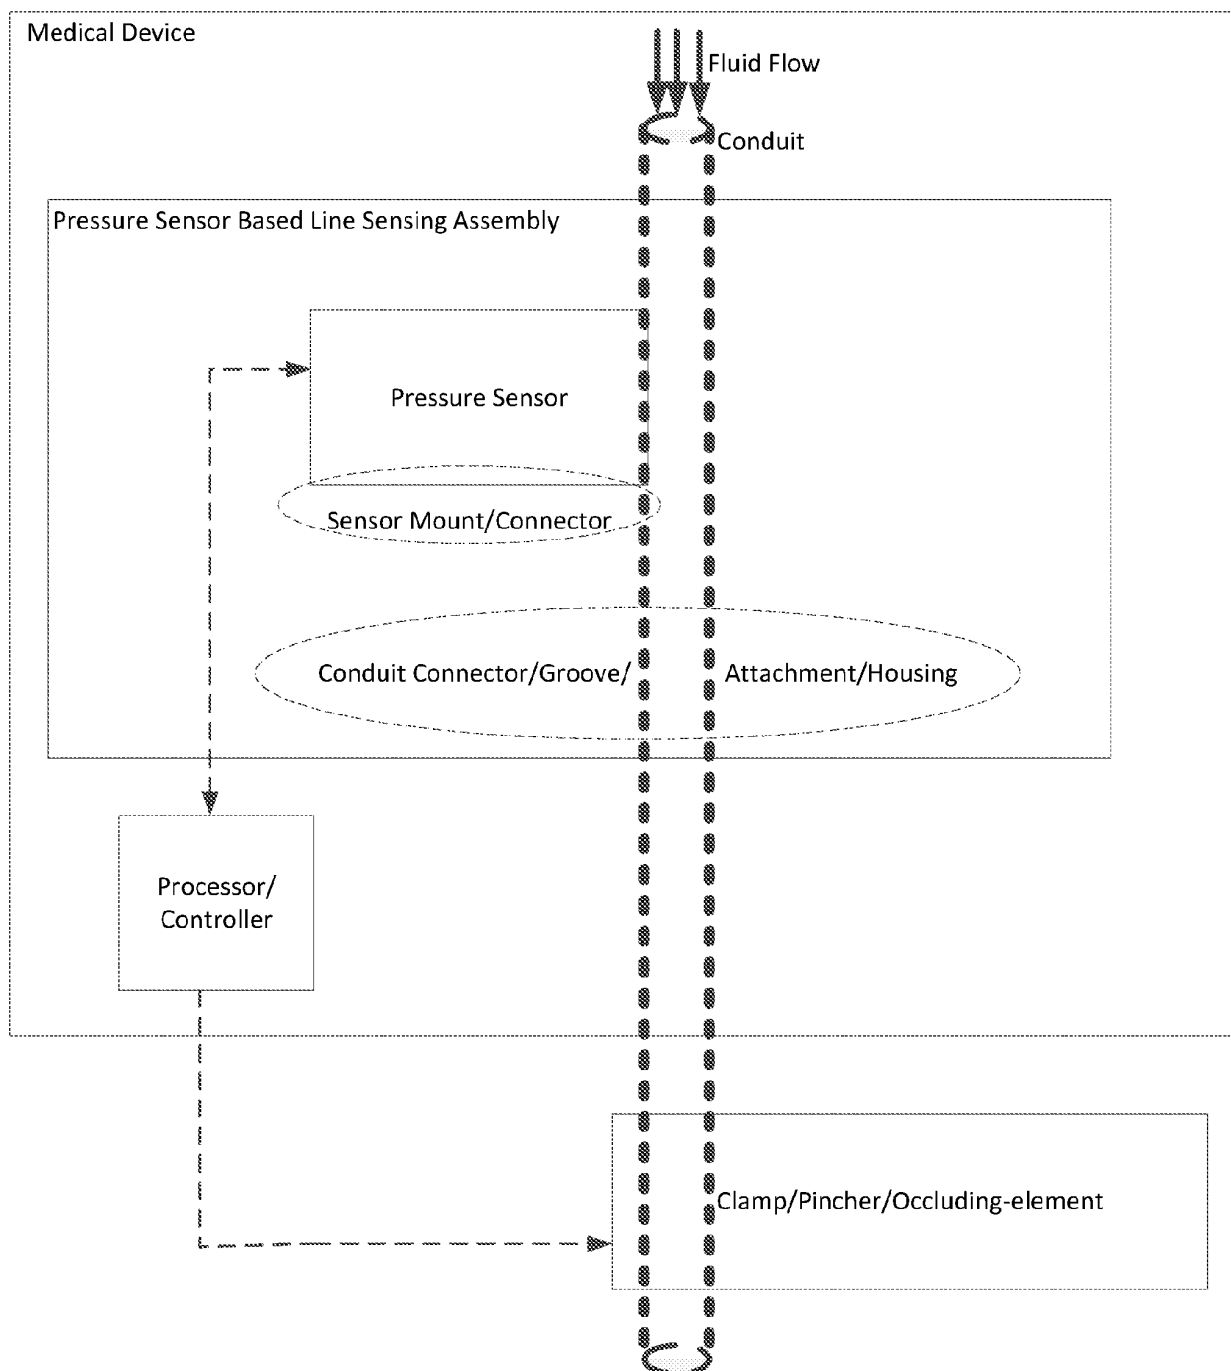 Medical Device
Fluid Flow
Conduit
Pressure Sensor Based Line Sensing Assembly
Pressure Sensor
Sensor Mount/Connector
Conduit Connector/Groove/ Attachment/Housing
Processor/
Controller
Clamp/Pincher/Occluding-element